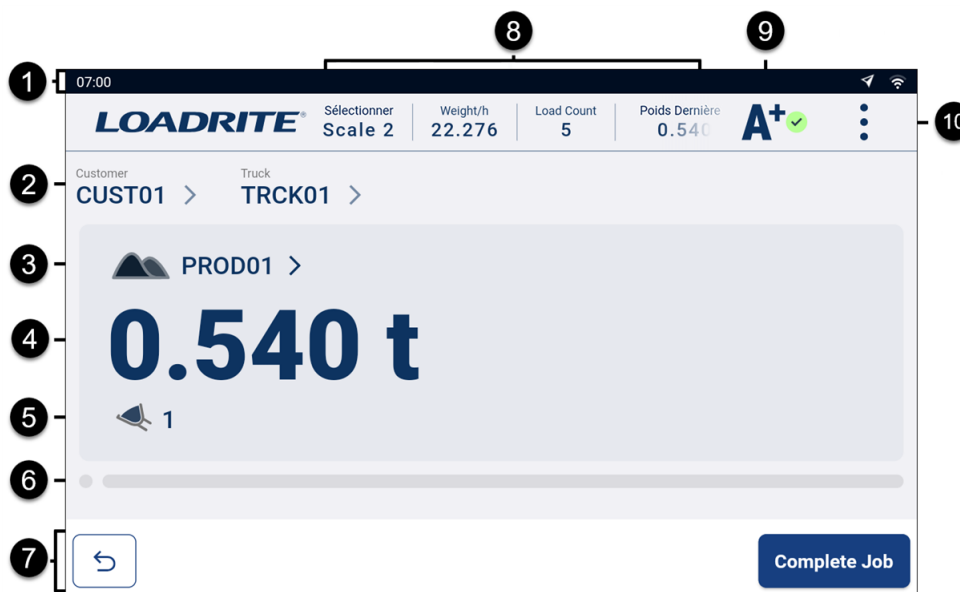 8
9
1
07:00
LOADRITE®
Sélectionner
Scale 2
Weight/h
22.276
Load Count
5
Poids Dernière
0.540
A+
10
2
Customer
CUST01 >
Truck
TRCK01 >
3
PROD01 >
4
0.540 t
5
1
6
7
Complete Job